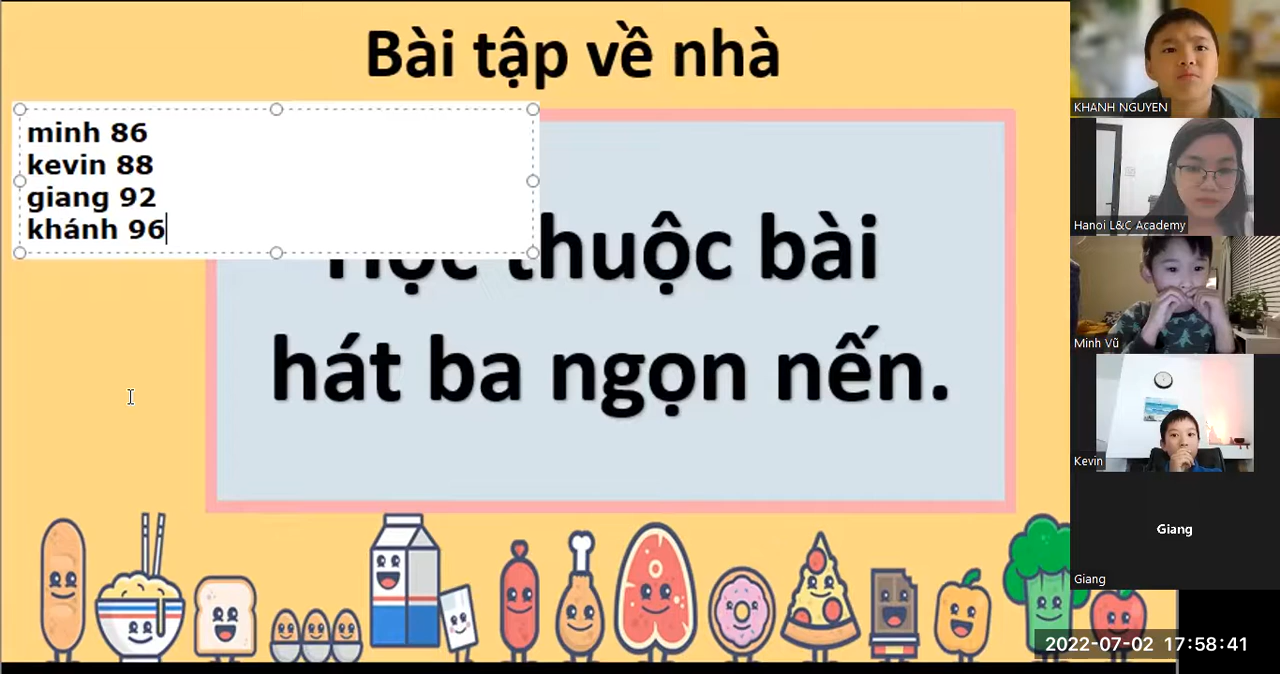 Bài tập về nhà
minh 86
kevin 88
giang 92
khánh 96
Học thuộc bài
hát ba ngọn nến.
KHANH NGUYEN
Hanoi L&C Academy
Minh Vũ
Kevin
Giang
Giang
2022-07-02 17:58:41